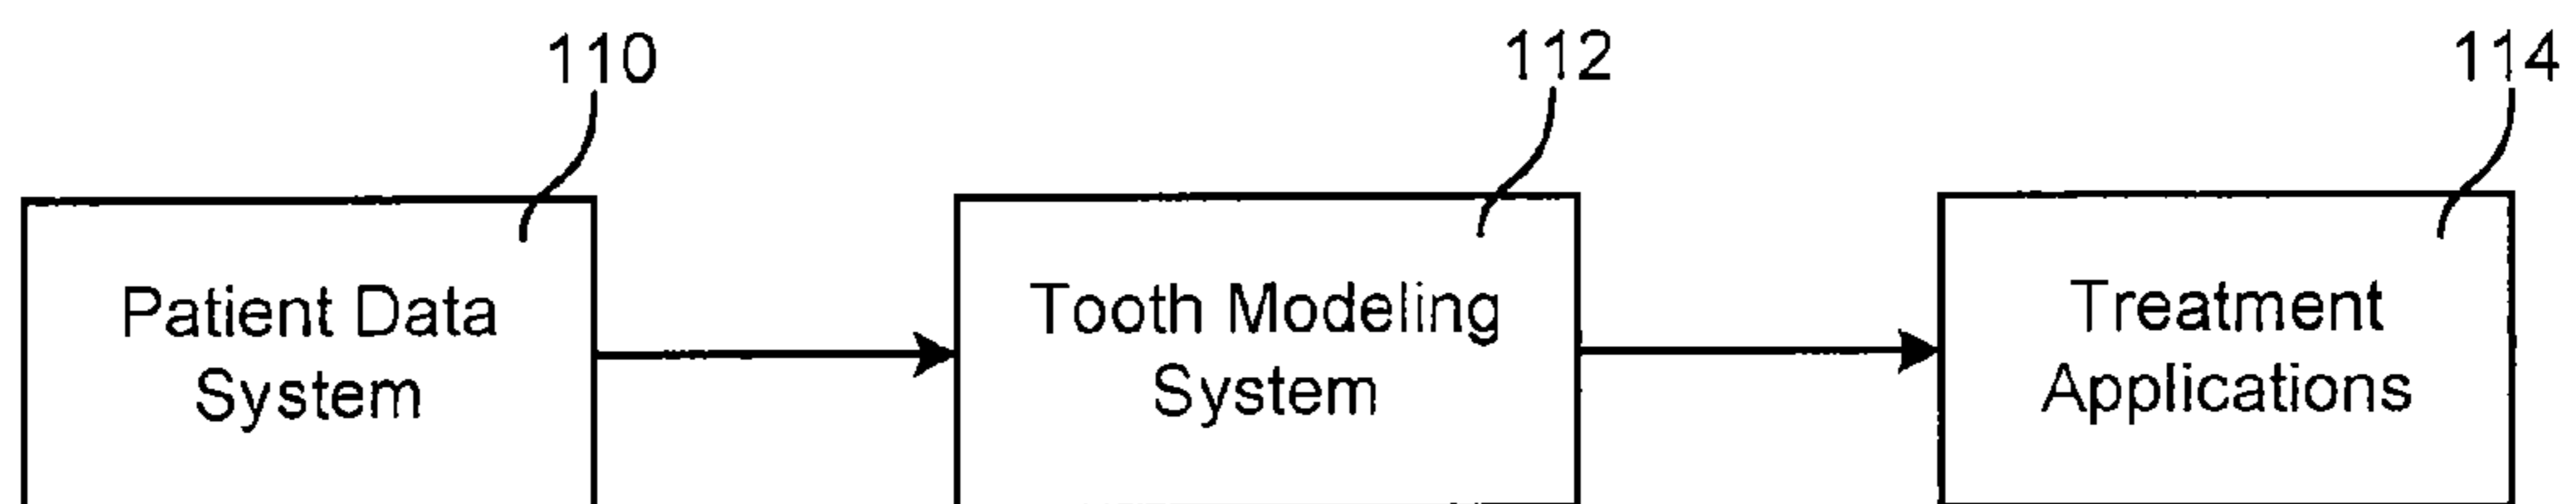 110
112
114
Patient Data
System
Tooth Modeling
System
Treatment
Applications